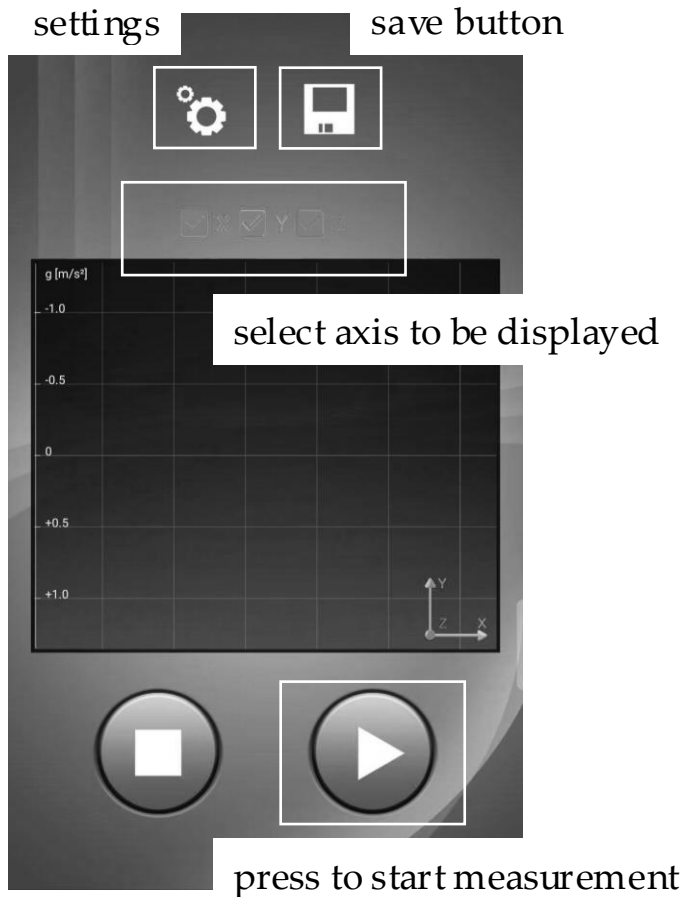 settings save button
X Y Z
g [m/s²]
-1.0
select axis to be displayed
-0.5
0
+0.5
+1.0
Y
Z X
press to start measurement